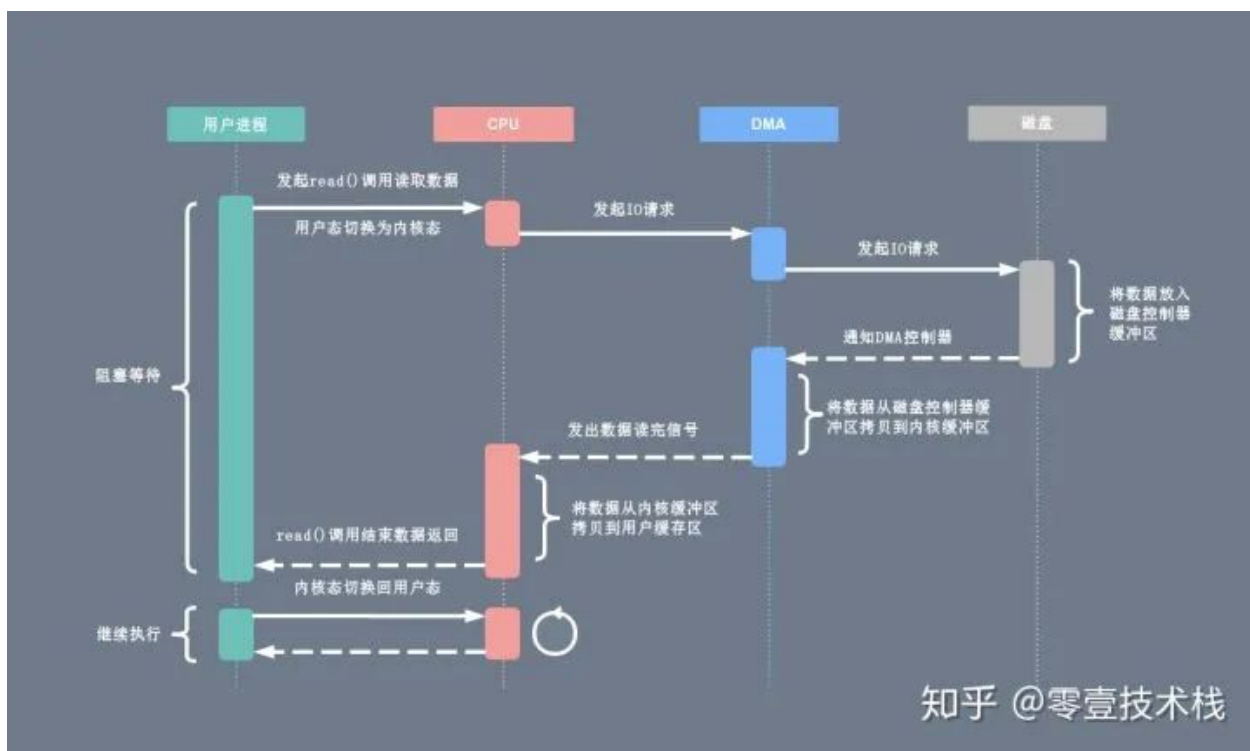 用户进程
CPU
DMA
磁盘
发起read()调用读取数据
用户态切换为内核态
发起IO请求
发起IO请求
将数据放入
磁盘控制器
缓冲区
通知DMA控制器
阻塞等待
将数据从磁盘控制器缓
冲区拷贝到内核缓冲区
发出数据读完信号
将数据从内核缓冲区
拷贝到用户缓存区
read()调用结束数据返回
内核态切换回用户态
继续执行
知乎 @零壹技术栈